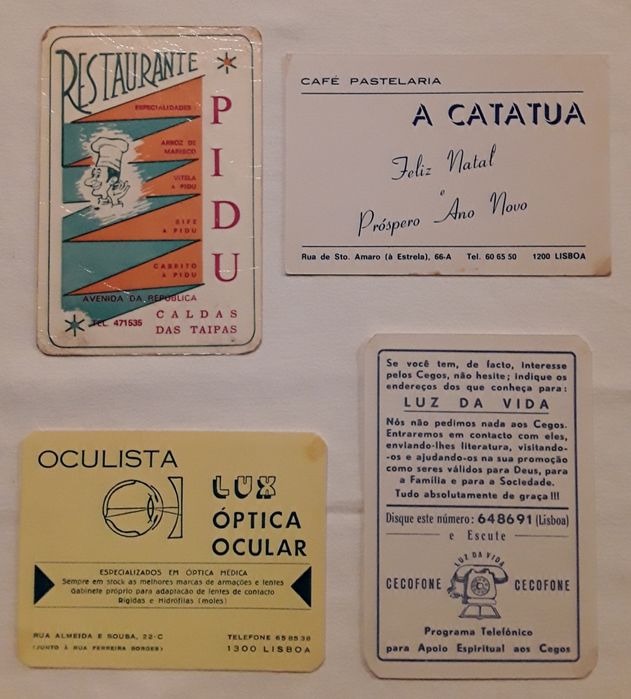 RESTAURANTE
PIDU
ESPECIALIDADES
ARROZ DE
MARISCO
VITELA
A PIDU
BIFE
A PIDU
CABRITO
A PIDU
AVENIDA DA REPÚBLICA
TEL. 471535
CALDAS
DAS TAIPAS
CAFÉ PASTELARIA
A CATATUA
Feliz Natal
e
Próspero Ano Novo
Rua de Sto. Amaro (à Estrela), 66-A Tel. 60 65 50 1200 LISBOA
OCULISTA
LUX
ÓPTICA
OCULAR
ESPECIALIZADOS EM ÓPTICA MÉDICA
Sempre em stock as melhores marcas de armações e lentes
Gabinete próprio para adaptação de lentes de contacto
Rígidas e Hidrófilas (moles)
RUA ALMEIDA E SOUSA, 22-C
(JUNTO À RUA FERREIRA BORGES)
TELEFONE 65 85 38
1300 LISBOA
Se você tem, de facto, interesse
pelos Cegos, não hesite; indique os
endereços dos que conheça para:
LUZ DA VIDA
Nós não pedimos nada aos Cegos.
Entraremos em contacto com eles,
enviando-lhes literatura, visitando-
-os e ajudando-os na sua promoção
como seres válidos para Deus, para
a Família e para a Sociedade.
Tudo absolutamente de graça!!!
Disque este número: 648691 (Lisboa)
e Escute
LUZ DA VIDA
CECOFONE CECOFONE
Programa Telefónico
para Apoio Espiritual aos Cegos